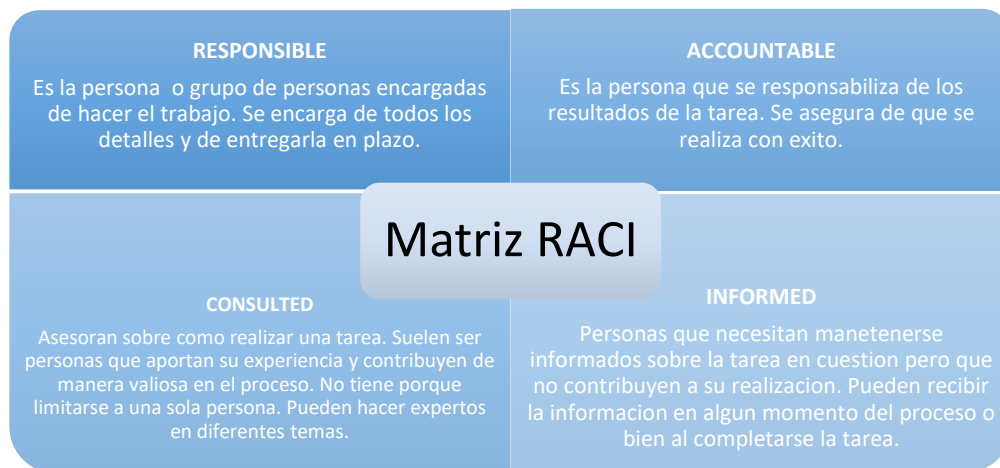 RESPONSIBLE
Es la persona o grupo de personas encargadas
de hacer el trabajo. Se encarga de todos los
detalles y de entregarla en plazo.
ACCOUNTABLE
Es la persona que se responsabiliza de los
resultados de la tarea. Se asegura de que se
realiza con exito.
Matriz RACI
CONSULTED
Asesoran sobre como realizar una tarea. Suelen ser
personas que aportan su experiencia y contribuyen de
manera valiosa en el proceso. No tiene porque
limitarse a una sola persona. Pueden hacer expertos
en diferentes temas.
INFORMED
Personas que necesitan manetenerse
informados sobre la tarea en cuestion pero que
no contribuyen a su realizacion. Pueden recibir
la informacion en algun momento del proceso o
bien al completarse la tarea.